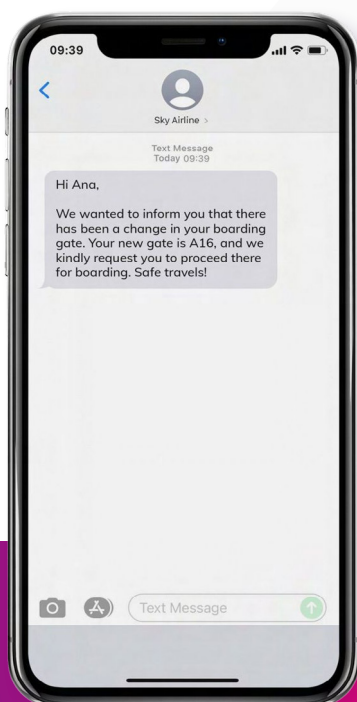 09:39
Sky Airline >
Text Message
Today 09:39
Hi Ana,
We wanted to inform you that there
has been a change in your boarding
gate. Your new gate is A16, and we
kindly request you to proceed there
for boarding. Safe travels!
Text Message